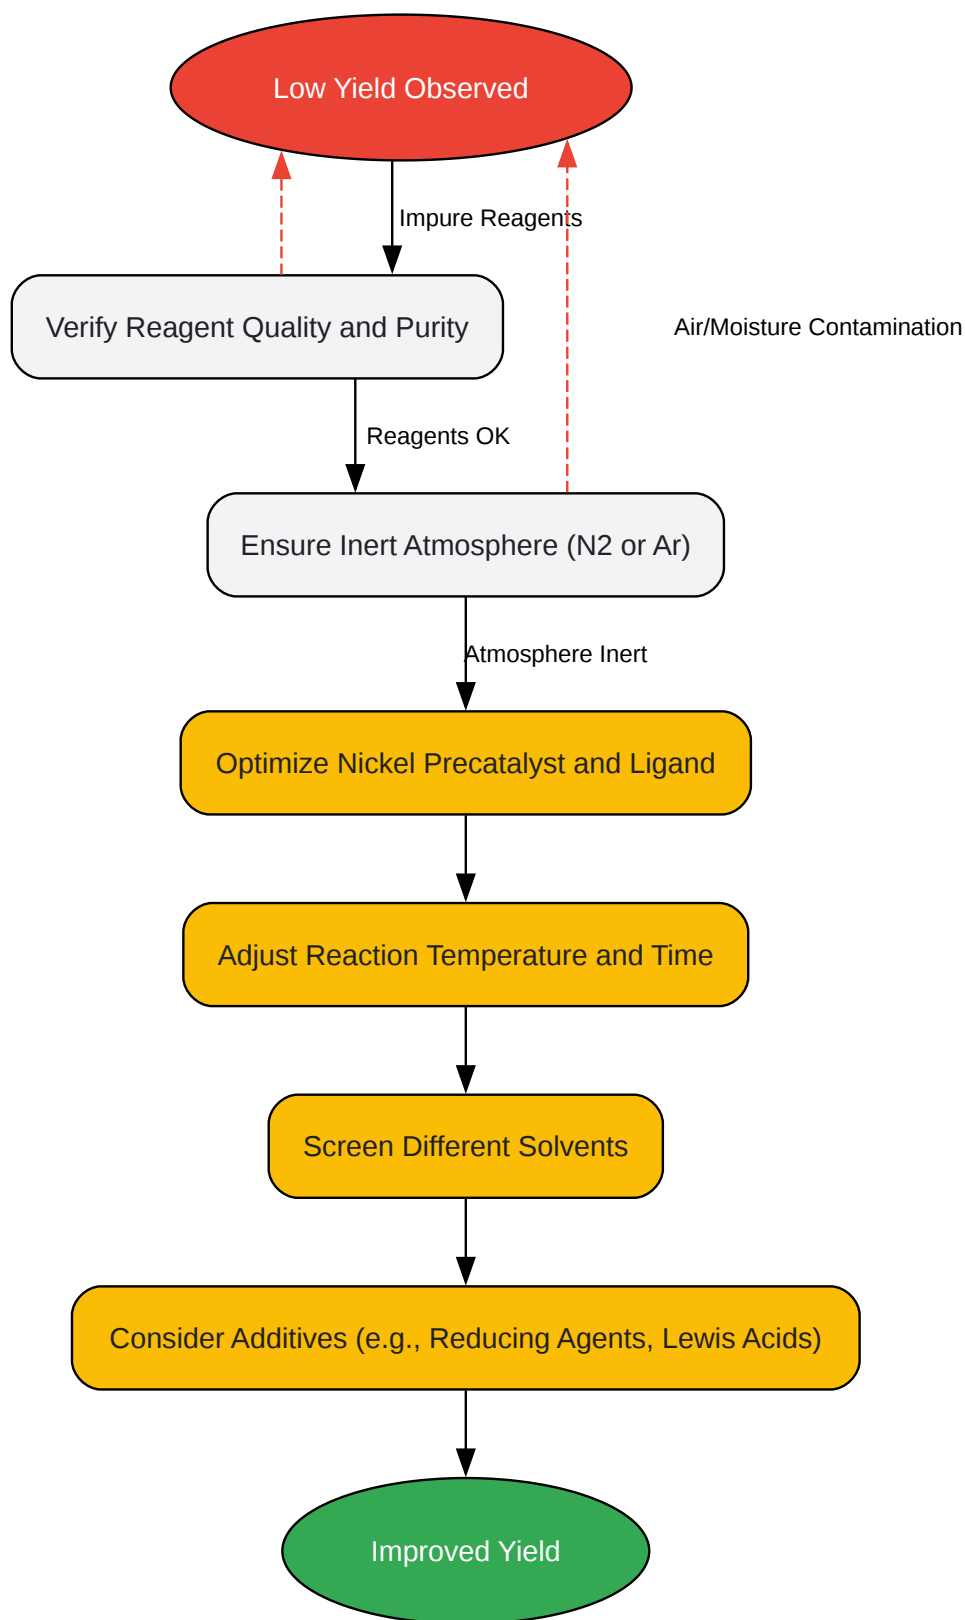 Low Yield Observed
Impure Reagents
Verify Reagent Quality and Purity
Air/Moisture Contamination
Reagents OK
Ensure Inert Atmosphere (N2 or Ar)
Atmosphere Inert
Optimize Nickel Precatalyst and Ligand
Adjust Reaction Temperature and Time
Screen Different Solvents
Consider Additives (e.g., Reducing Agents, Lewis Acids)
Improved Yield